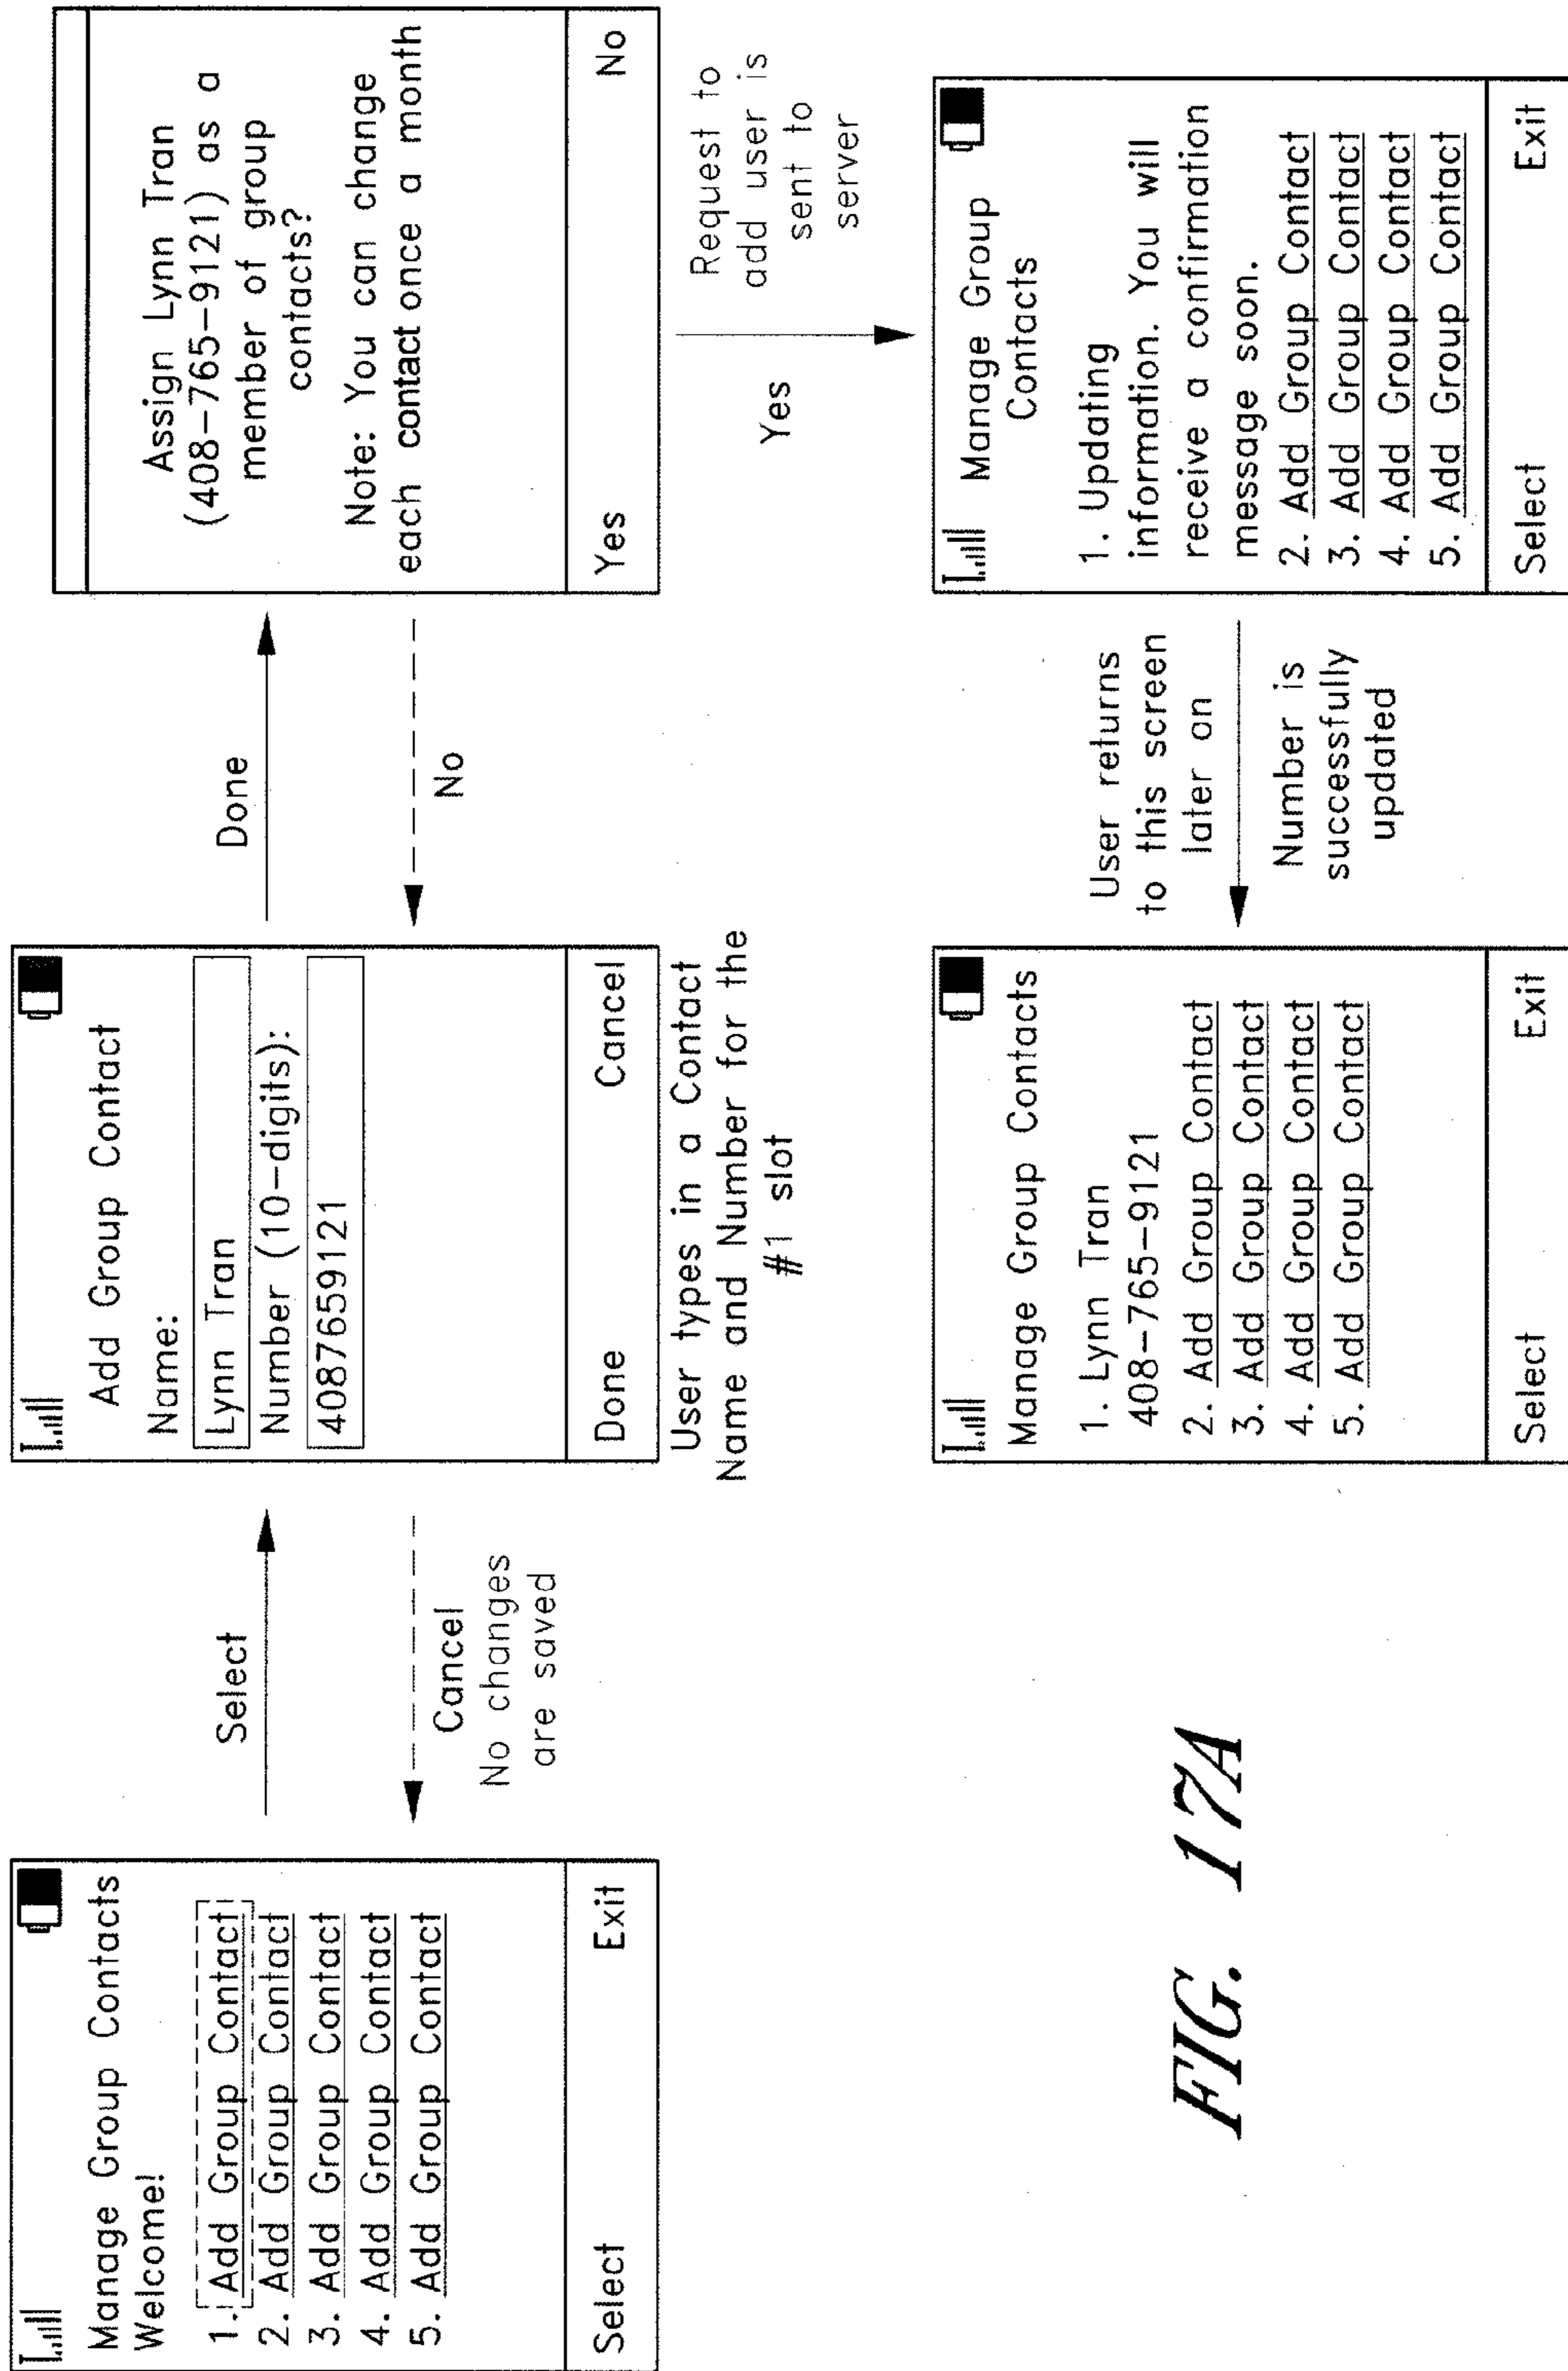 Manage Group Contacts
Welcome!
1. Add Group Contact
2. Add Group Contact
3. Add Group Contact
4. Add Group Contact
5. Add Group Contact
Select Exit
Select
Cancel
No changes
are saved
Add Group Contact
Name:
Lynn Tran
Number (10-digits):
4087659121
Done Cancel
User types in a Contact
Name and Number for the
#1 slot
Done
No
Assign Lynn Tran
(408-765-9121) as a
member of group
contacts?
Note: You can change
each contact once a month
Yes No
Yes
Request to
add user is
sent to
server
Manage Group
Contacts
1. Updating
information. You will
receive a confirmation
message soon.
2. Add Group Contact
3. Add Group Contact
4. Add Group Contact
5. Add Group Contact
Select Exit
User returns
to this screen
later on
Number is
successfully
updated
Manage Group Contacts
1. Lynn Tran
408-765-9121
2. Add Group Contact
3. Add Group Contact
4. Add Group Contact
5. Add Group Contact
Select Exit
FIG. 17A